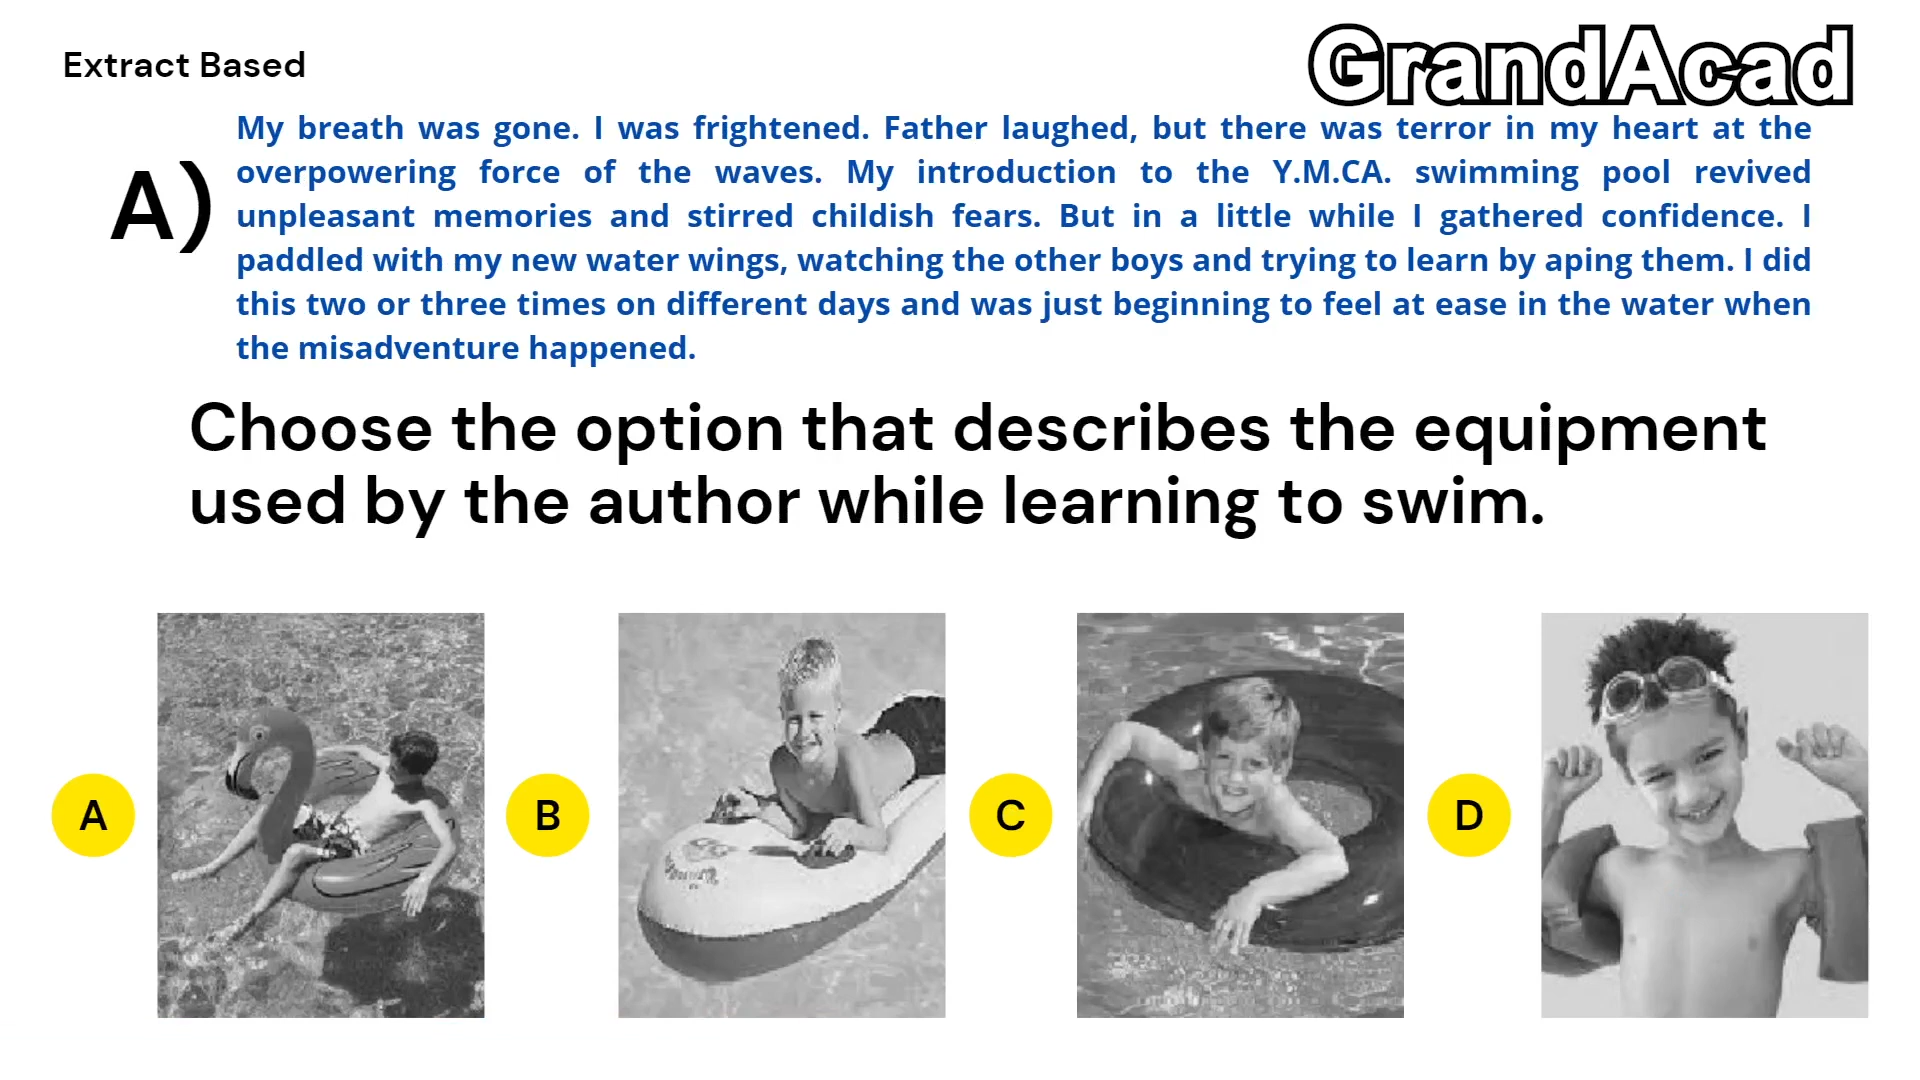 Extract Based
GrandAcad
A)
My breath was gone. I was frightened. Father laughed, but there was terror in my heart at the
overpowering force of the waves. My introduction to the Y.M.CA. swimming pool revived
unpleasant memories and stirred childish fears. But in a little while I gathered confidence. I
paddled with my new water wings, watching the other boys and trying to learn by aping them. I did
this two or three times on different days and was just beginning to feel at ease in the water when
the misadventure happened.
Choose the option that describes the equipment
used by the author while learning to swim.
A
B
C
D